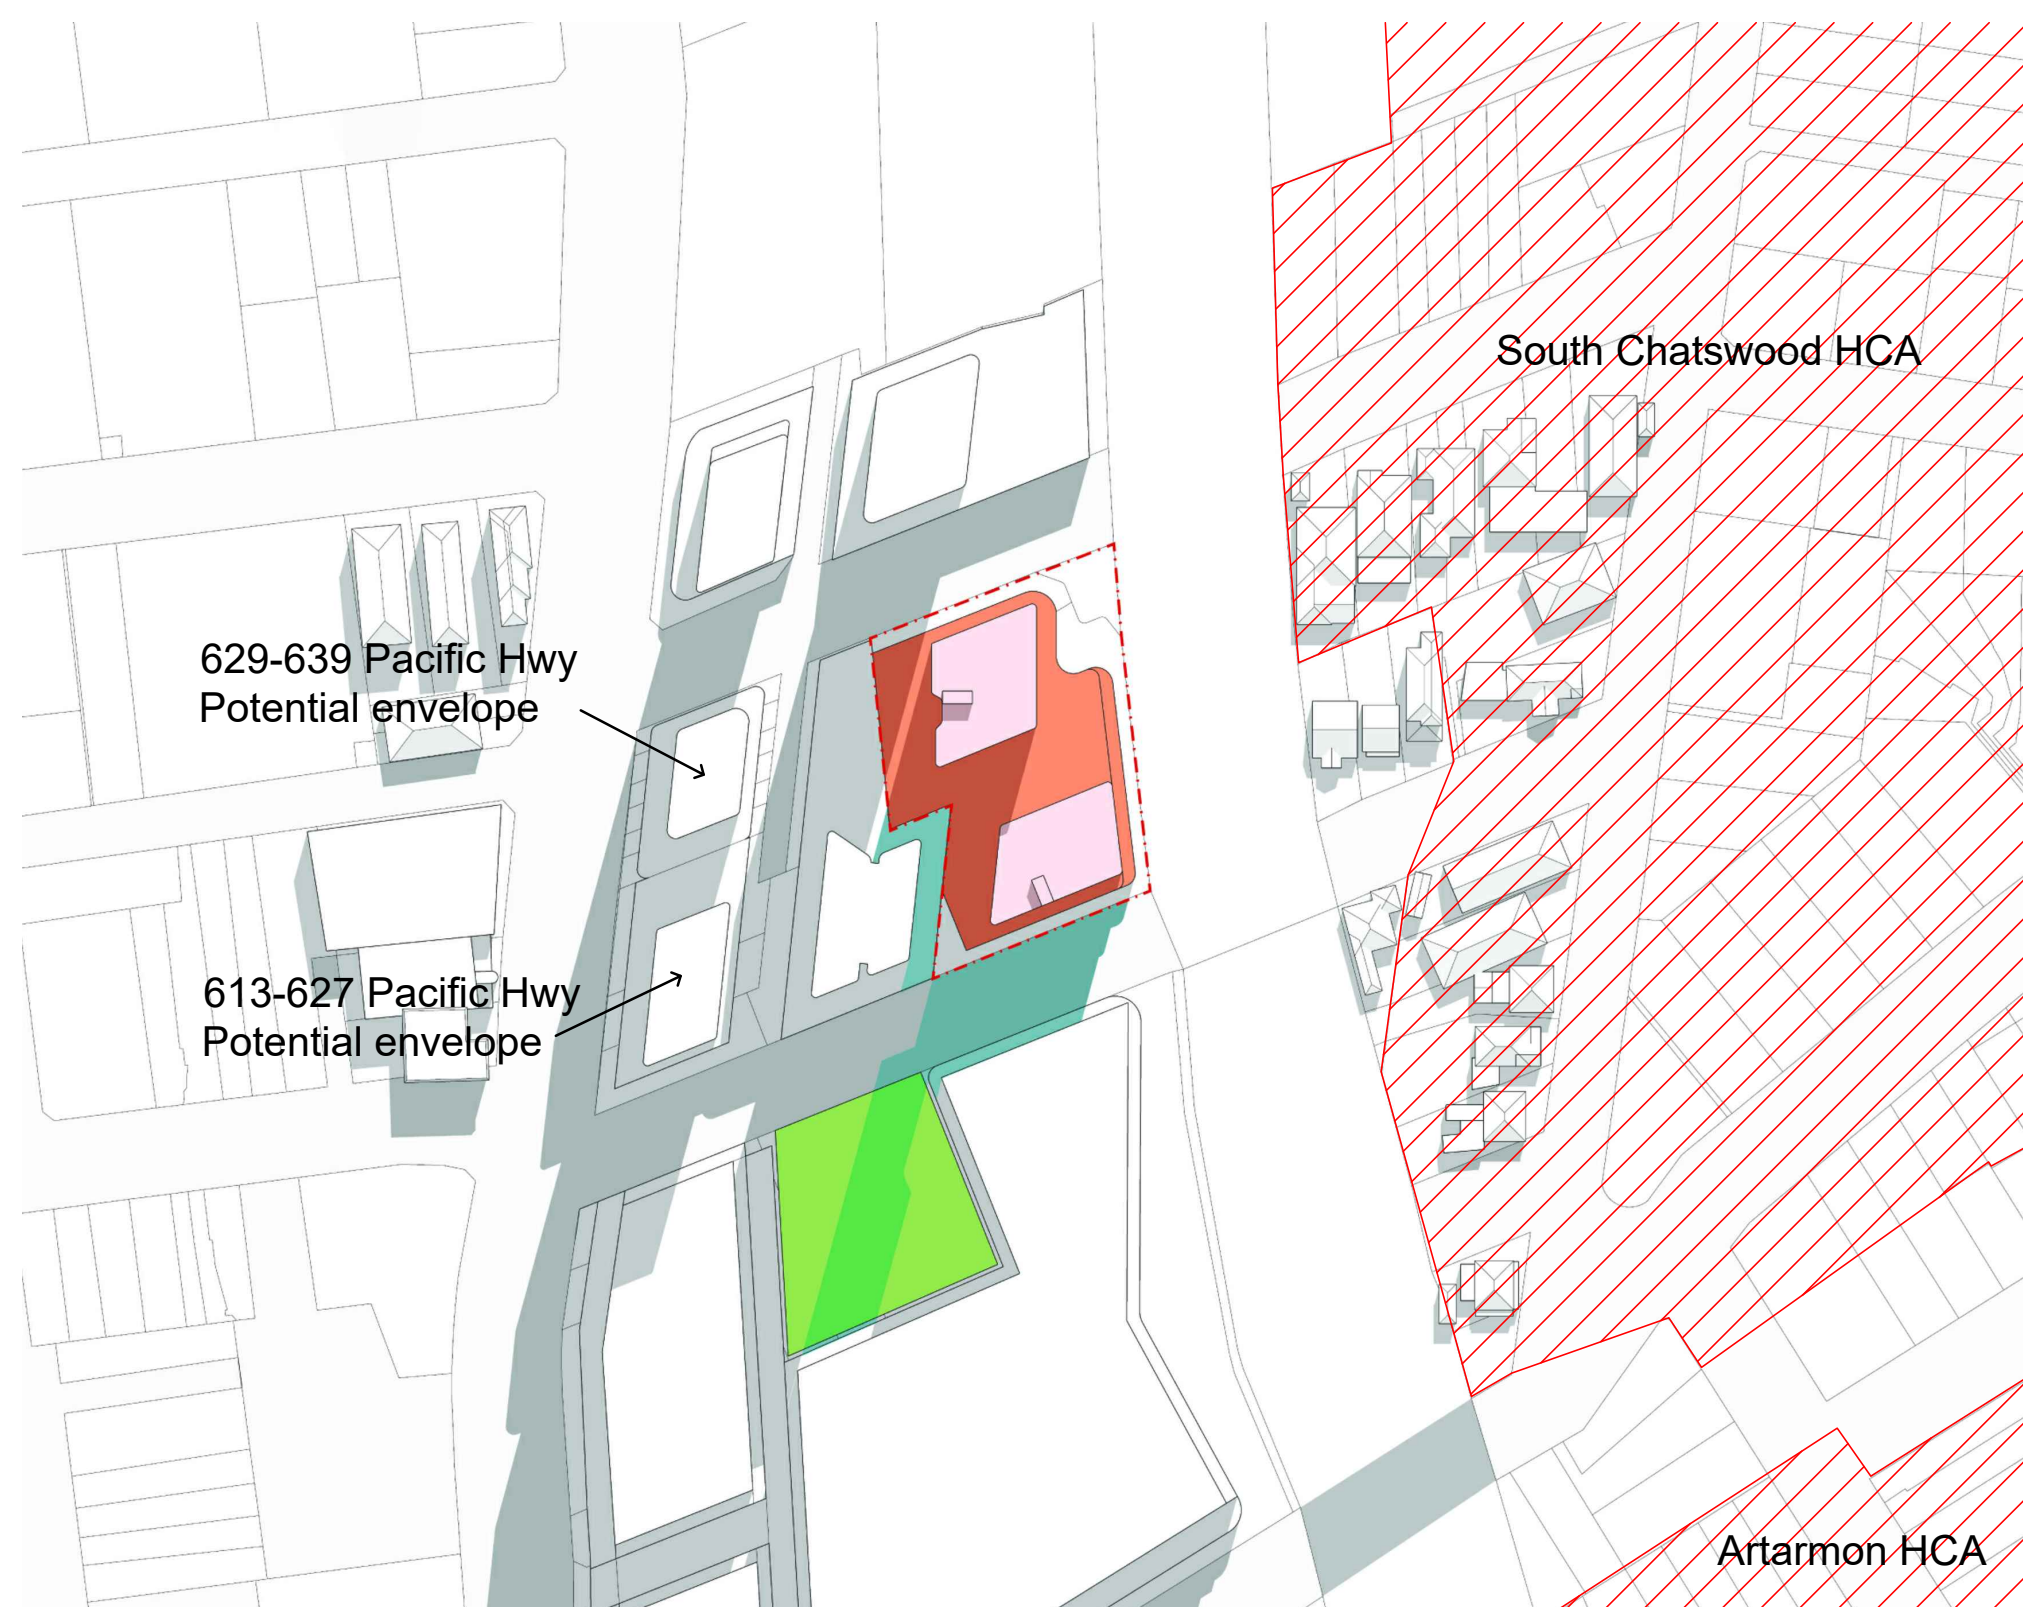 South Chatswood HCA
629-639 Pacific Hwy
Potential envelope
613-627 Pacific Hwy
Potential envelope
Artarmon HCA